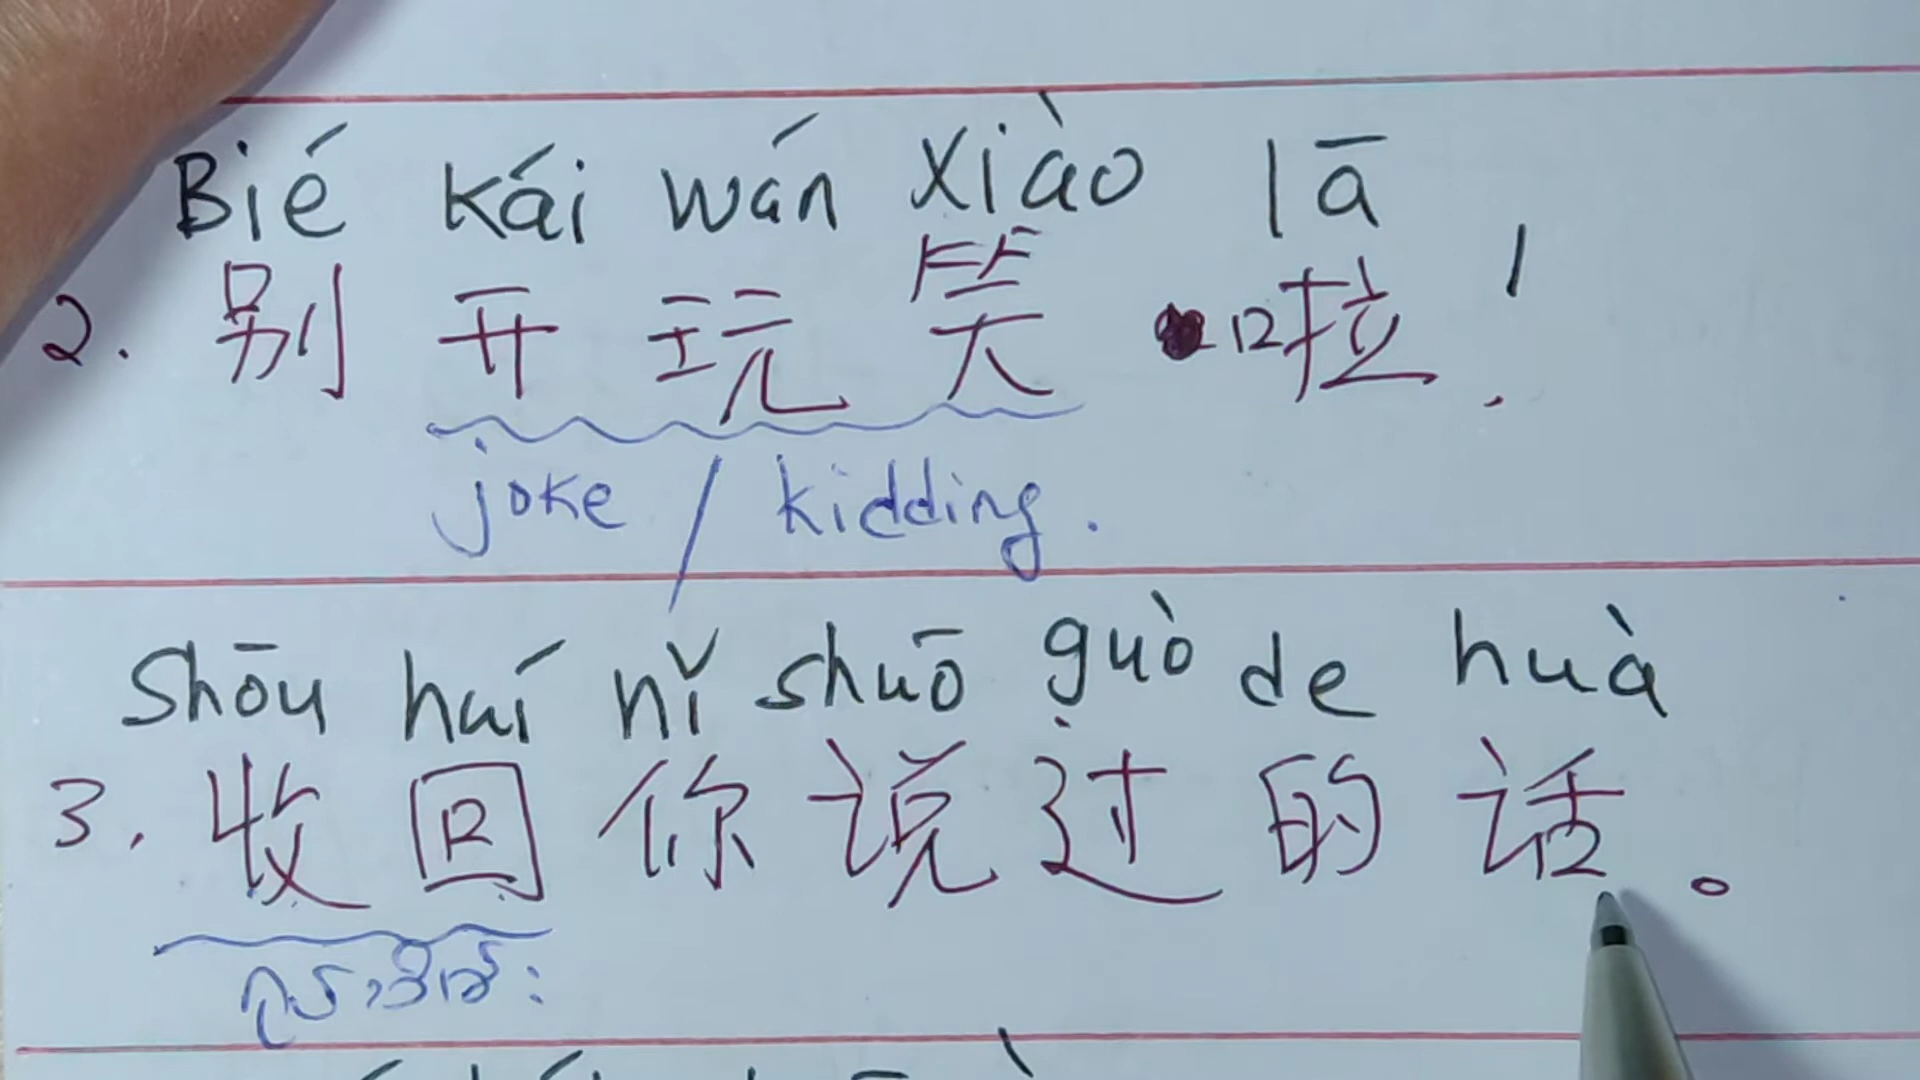 Bié kái wán xiào lā
2. 别 开 玩 笑 啦 !
joke / kidding.
Shōu huí nǐ shuō guò de huà
3. 收 回 你 说 过 的 话 。